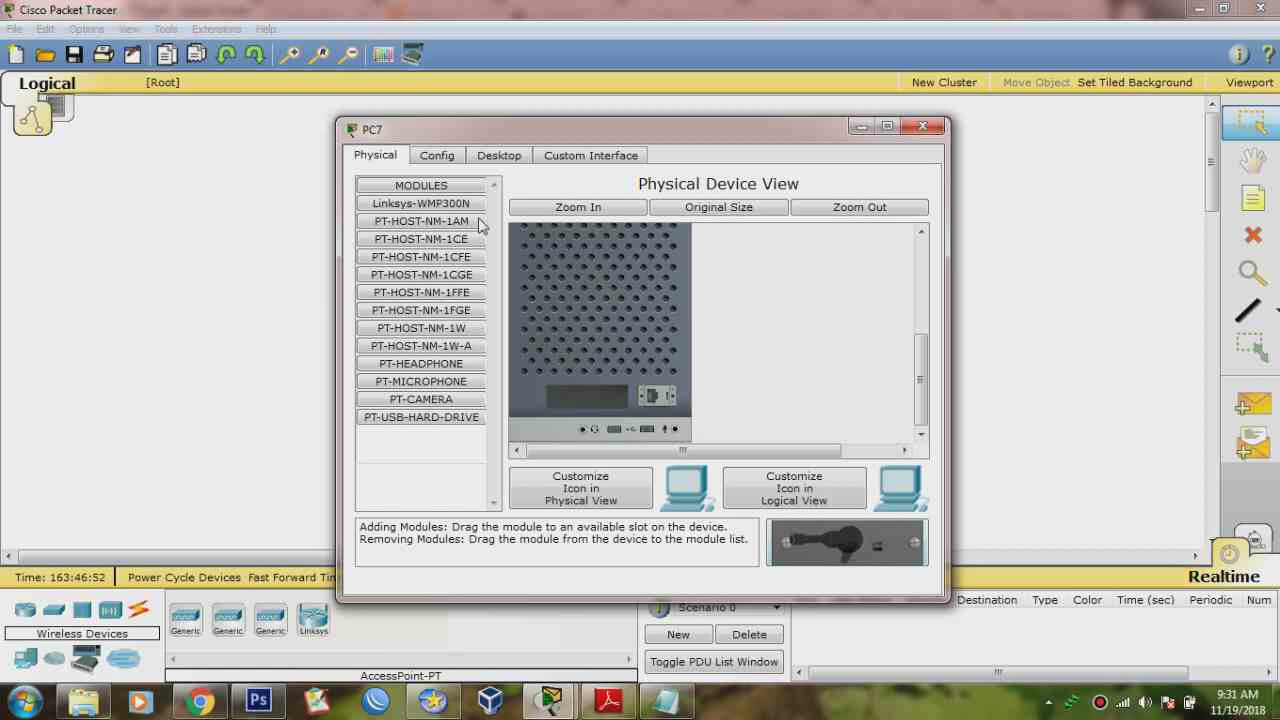 Cisco Packet Tracer
File Edit Options View Tools Extensions Help
Logical [Root] New Cluster Move Object Set Tiled Background Viewport
PC7
Physical Config Desktop Custom Interface
MODULES
Linksys-WMP300N
PT-HOST-NM-1AM
PT-HOST-NM-1CE
PT-HOST-NM-1CFE
PT-HOST-NM-1CGE
PT-HOST-NM-1FFE
PT-HOST-NM-1FGE
PT-HOST-NM-1W
PT-HOST-NM-1W-A
PT-HEADPHONE
PT-MICROPHONE
PT-CAMERA
PT-USB-HARD-DRIVE
Physical Device View
Zoom In Original Size Zoom Out
Customize
Icon in
Physical View
Customize
Icon in
Logical View
Adding Modules: Drag the module to an available slot on the device.
Removing Modules: Drag the module from the device to the module list.
Time: 163:46:52 Power Cycle Devices Fast Forward Tim
Realtime
Wireless Devices
Generic Generic Generic Linksys
AccessPoint-PT
Scenario 0
New Delete
Toggle PDU List Window
Destination Type Color Time (sec) Periodic Num
Ps
9:31 AM
11/19/2018